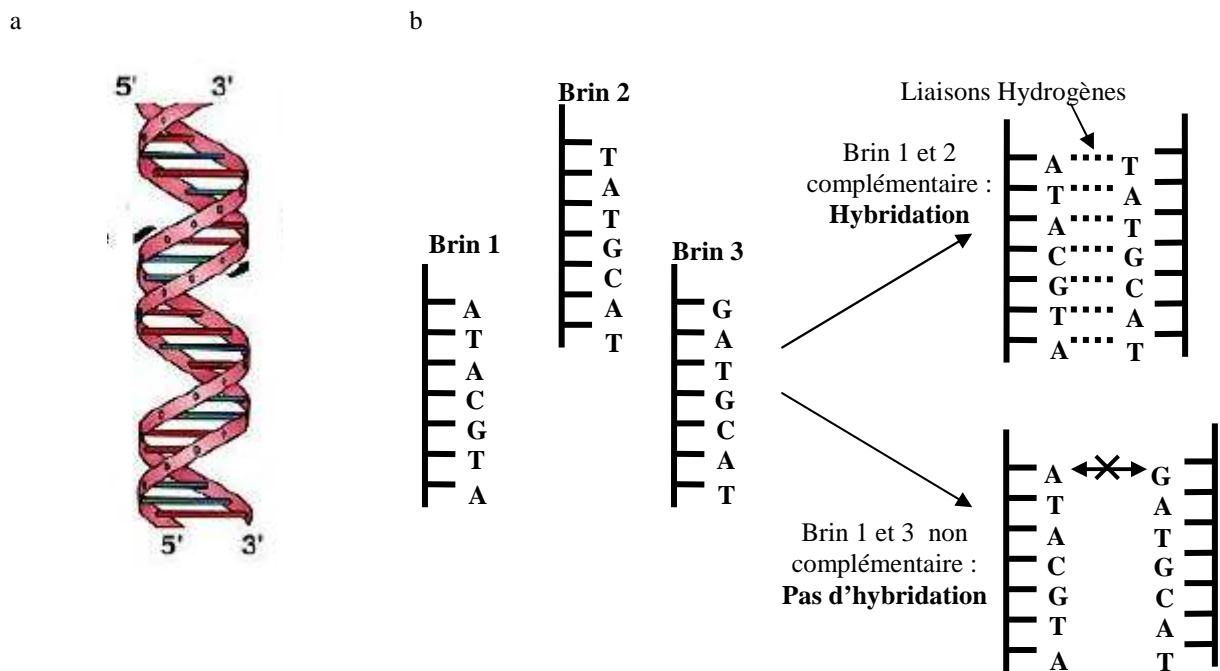 a
b
5' 3'
5' 3'
Brin 1
A
T
A
C
G
T
A
Brin 2
T
A
T
G
C
A
T
Brin 3
G
A
T
G
C
A
T
Liaisons Hydrogènes
Brin 1 et 2
complémentaire :
Hybridation
A T
T A
A T
C G
G C
T A
A T
Brin 1 et 3 non
complémentaire :
Pas d'hybridation
A G
T A
A T
C G
G C
T A
A T